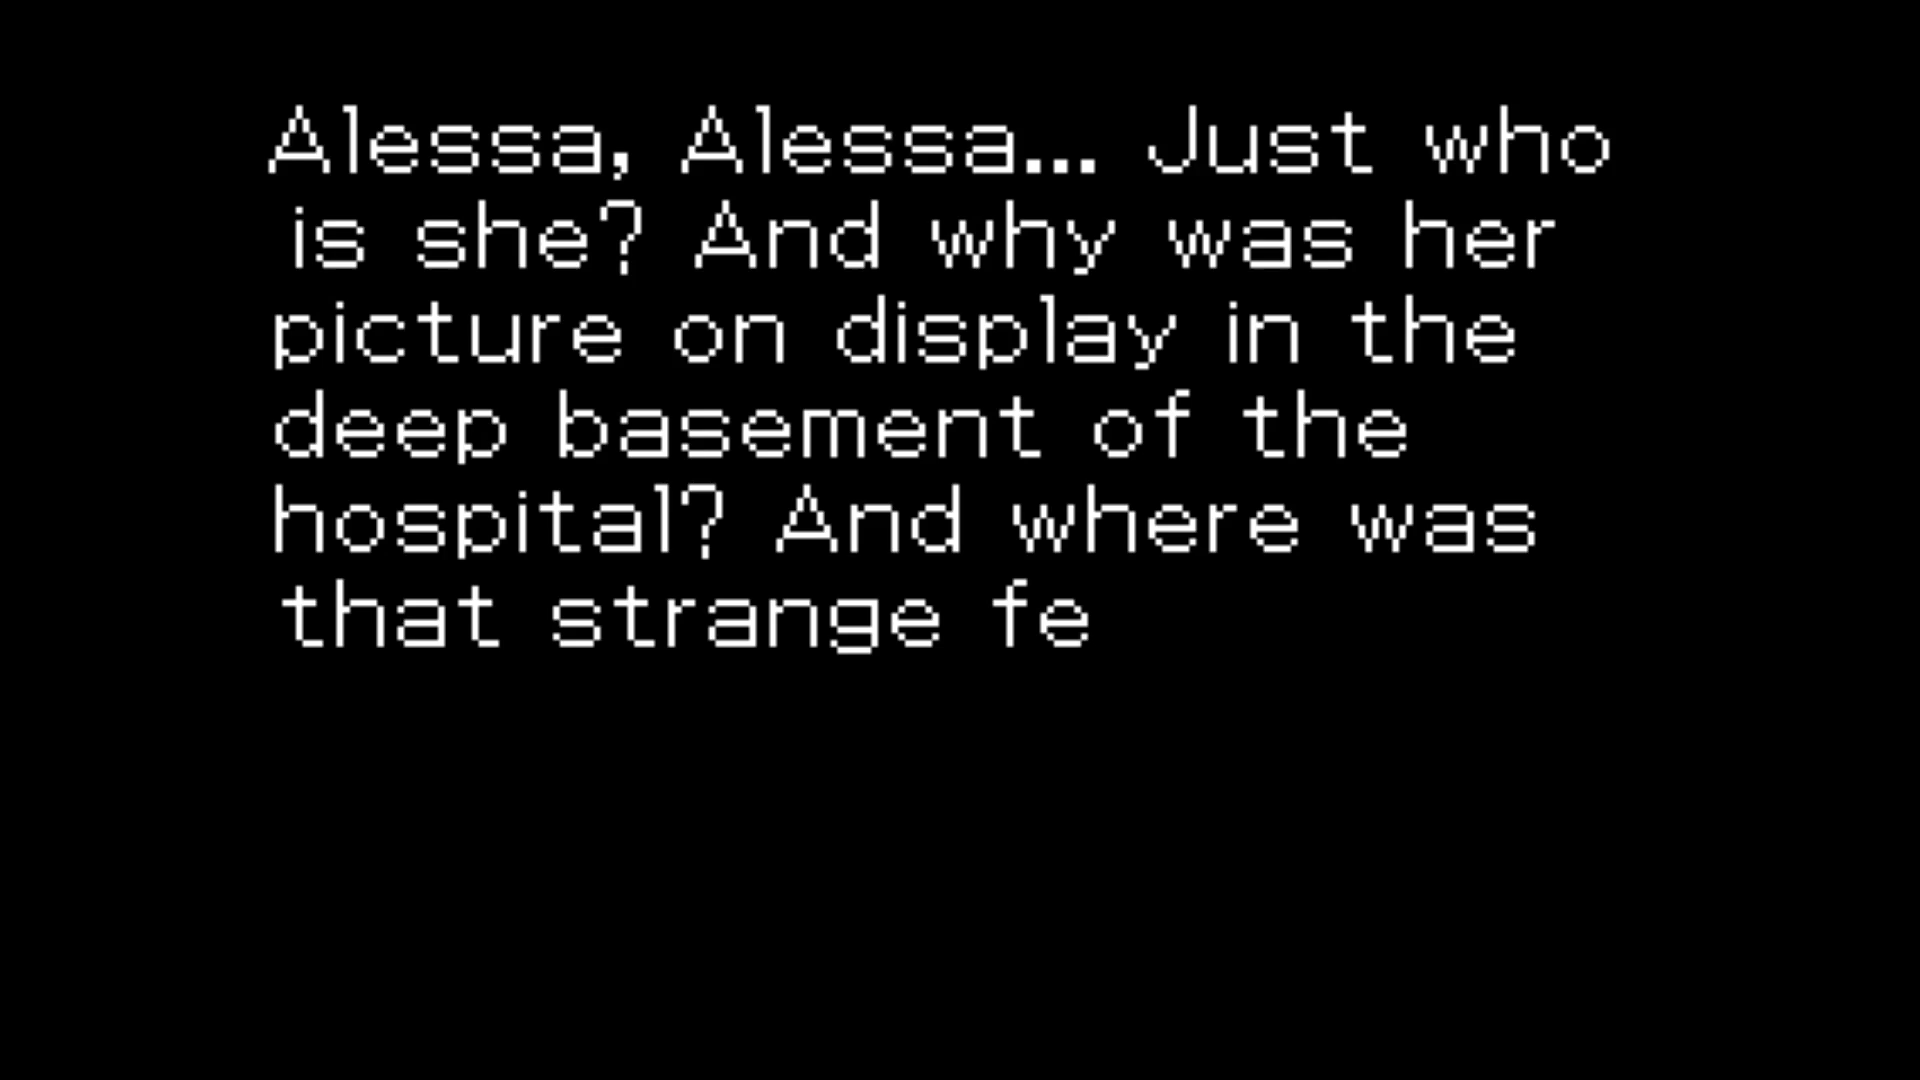 Alessa, Alessa... Just who
is she? And why was her
picture on display in the
deep basement of the
hospital? And where was
that strange fe